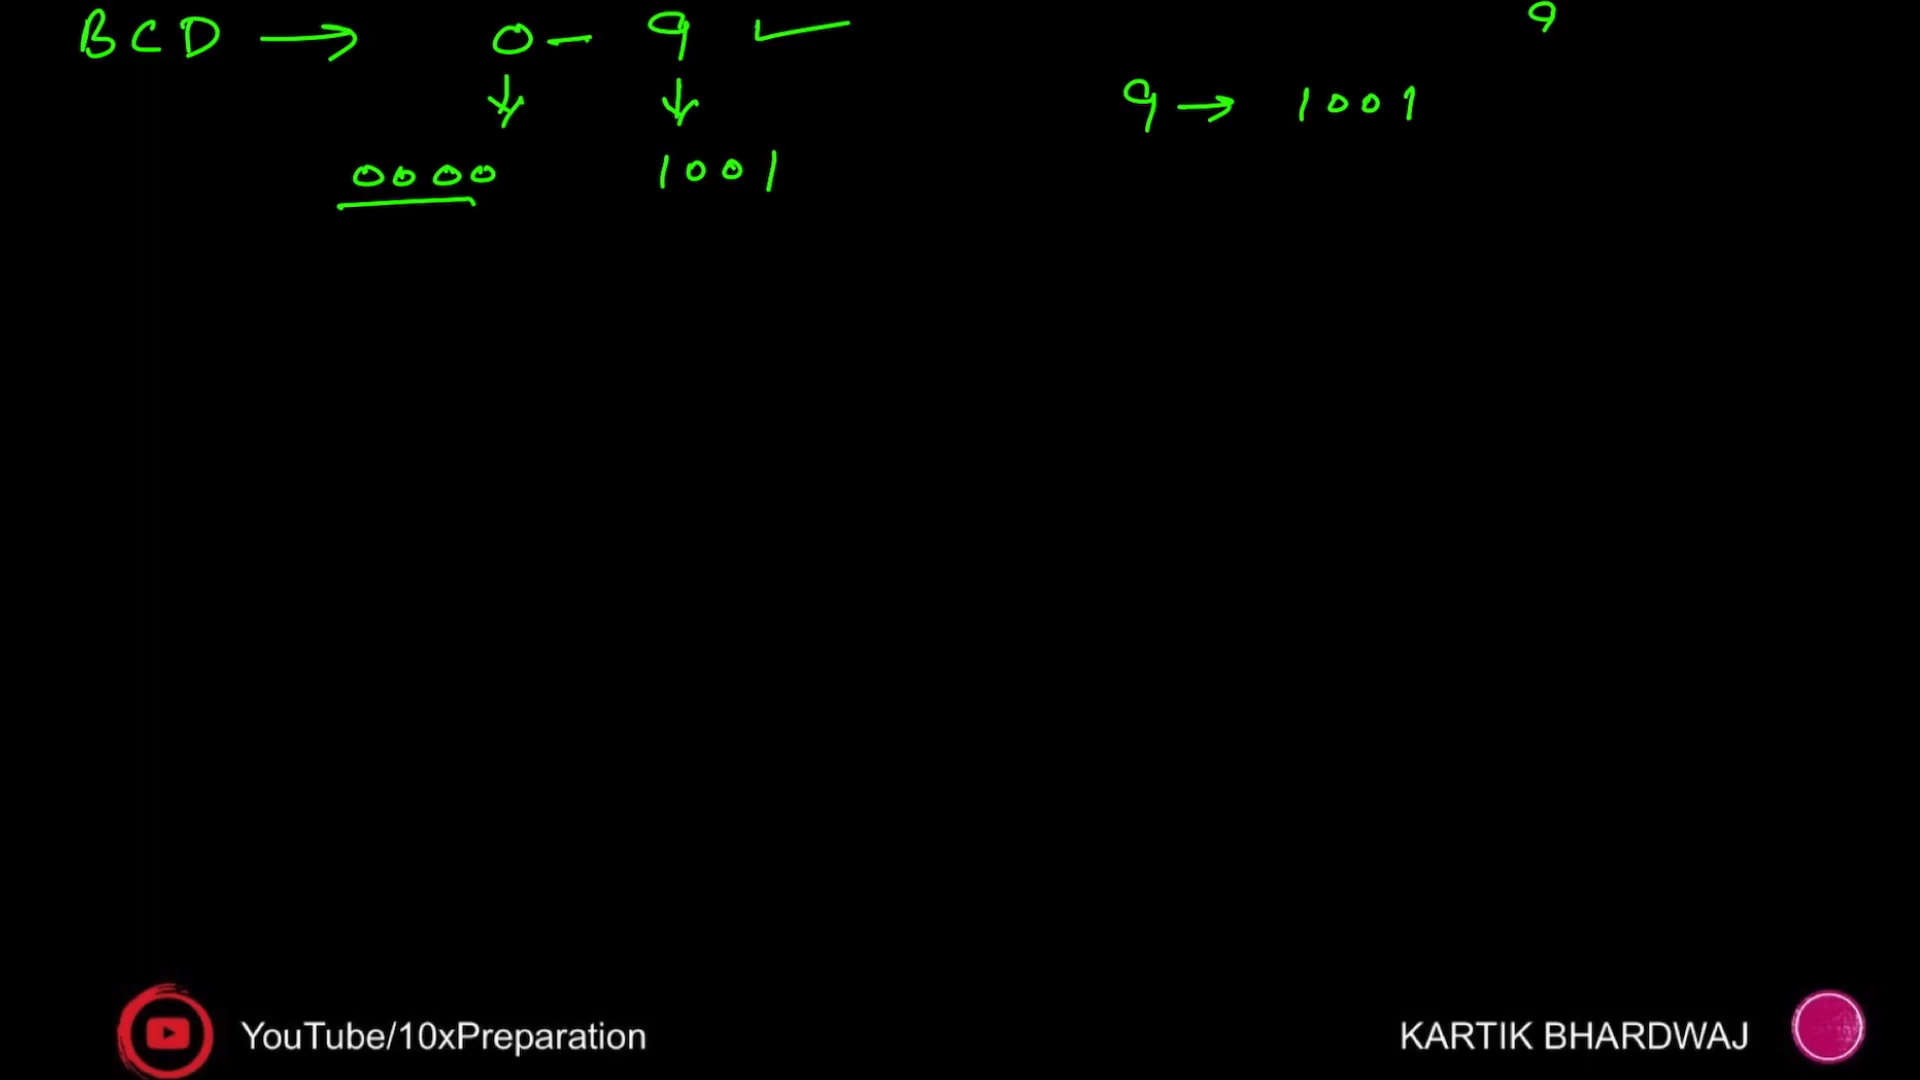 BCD → 0 – 9 ✓
9
9 → 1001
↓ ↓
0000 1001
YouTube/10xPreparation
KARTIK BHARDWAJ